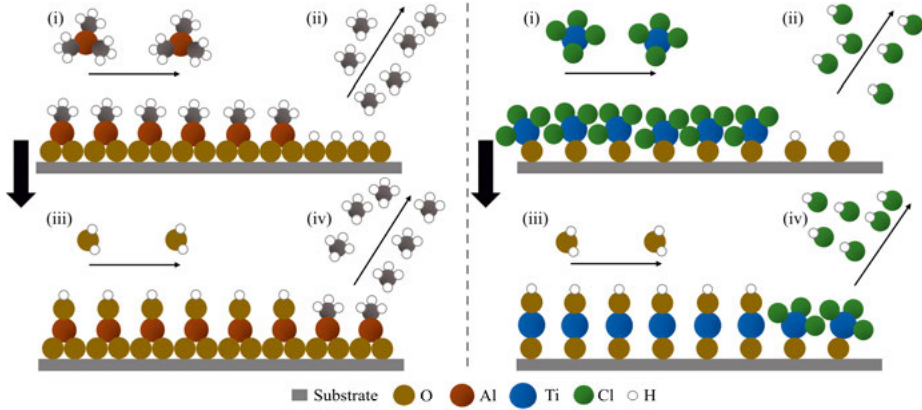 (i)
(ii)
(i)
(ii)
(iii)
(iv)
(iii)
(iv)
Substrate O Al Ti Cl H